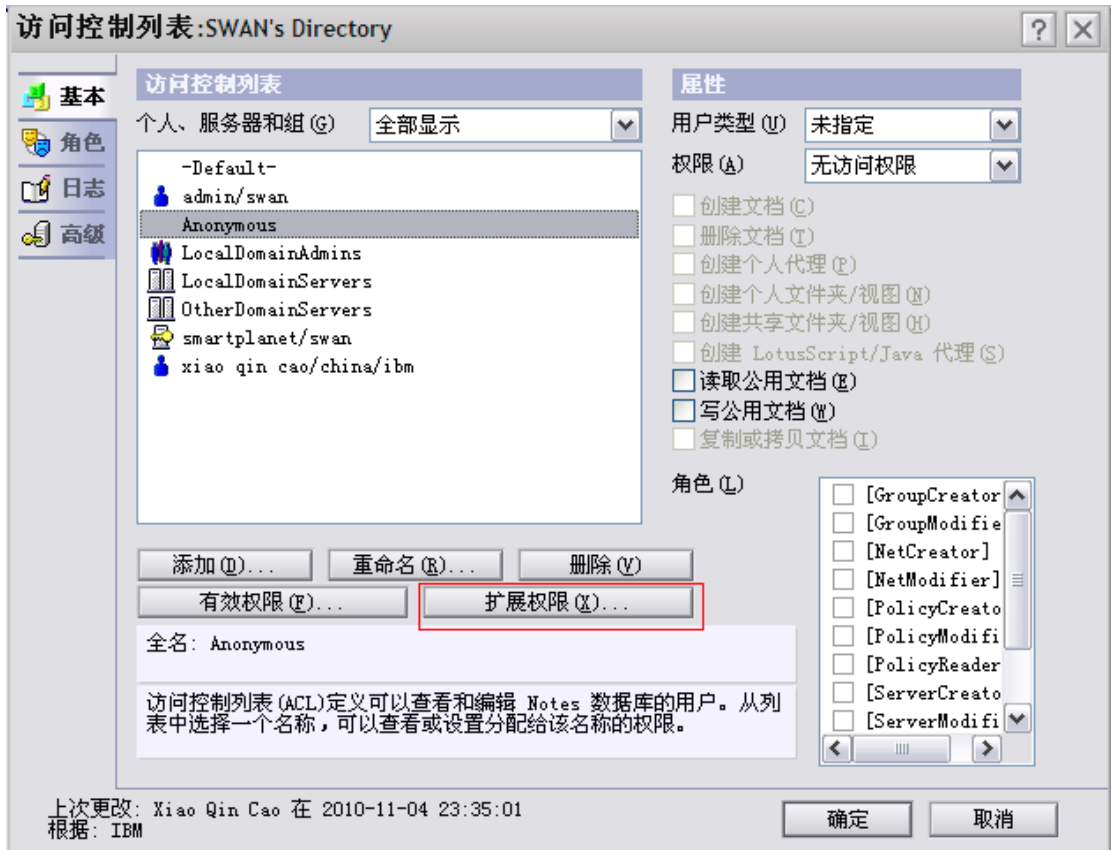 访问控制列表:SWAN's Directory
基本
角色
日志
高级
访问控制列表
个人、服务器和组(G) 全部显示
-Default-
admin/swan
Anonymous
LocalDomainAdmins
LocalDomainServers
OtherDomainServers
smartplanet/swan
xiao qin cao/china/ibm
添加(D)... 重命名(R)... 删除(V)
有效权限(F)... 扩展权限(X)...
全名: Anonymous
访问控制列表(ACL)定义可以查看和编辑 Notes 数据库的用户。从列
表中选择一个名称,可以查看或设置分配给该名称的权限。
属性
用户类型(U) 未指定
权限(A) 无访问权限
创建文档(C)
删除文档(T)
创建个人代理(P)
创建个人文件夹/视图(N)
创建共享文件夹/视图(H)
创建 LotusScript/Java 代理(S)
读取公用文档(E)
写公用文档(W)
复制或拷贝文档(I)
角色(L)
[GroupCreator
[GroupModifie
[NetCreator]
[NetModifier]
[PolicyCreato
[PolicyModifi
[PolicyReader
[ServerCreato
[ServerModifi
上次更改: Xiao Qin Cao 在 2010-11-04 23:35:01
根据: IBM
确定 取消